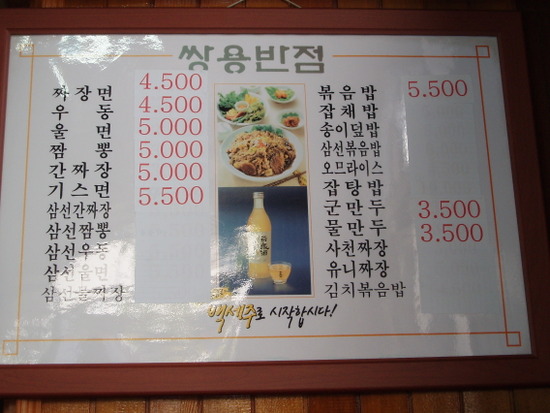 쌍용반점
짜장면 4.500
우동 4.500
울면 5.000
짬뽕 5.000
간짜장 5.000
기스면 5.500
삼선간짜장
삼선짬뽕
삼선우동
삼선울면
볶음밥 5.500
잡채밥
송이덮밥
삼선볶음밥
오므라이스
잡탕밥
군만두 3.500
물만두 3.500
사천짜장
유니짜장
김치볶음밥
백세주로 시작합시다!